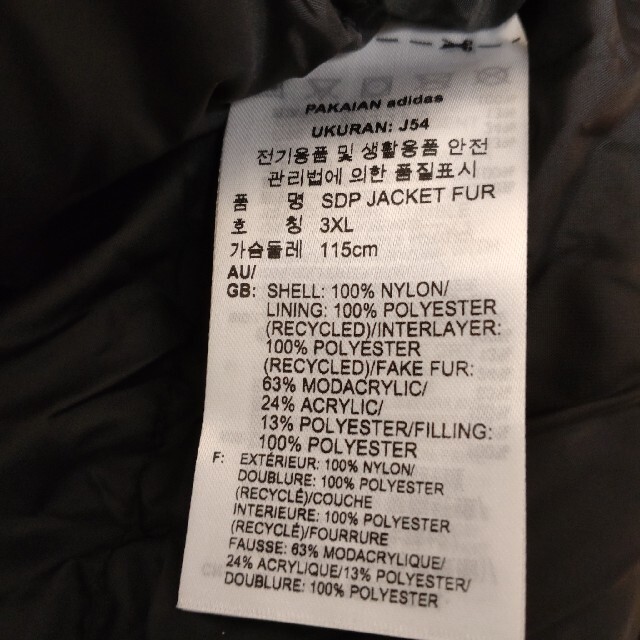 PAKAIAN adidas
UKURAN: J54
전기용품 및 생활용품 안전
관리법에 의한 품질표시
품 명 SDP JACKET FUR
호 칭 3XL
가슴둘레 115cm
AU/
GB: SHELL: 100% NYLON/
LINING: 100% POLYESTER
(RECYCLED)/INTERLAYER:
100% POLYESTER
(RECYCLED)/FAKE FUR:
63% MODACRYLIC/
24% ACRYLIC/
13% POLYESTER/FILLING:
100% POLYESTER
F: EXTÉRIEUR: 100% NYLON/
DOUBLURE: 100% POLYESTER
(RECYCLÉ)/COUCHE
INTERIEURE: 100% POLYESTER
(RECYCLÉ)/FOURRURE
FAUSSE: 63% MODACRYLIQUE/
24% ACRYLIQUE/13% POLYESTER/
DOUBLURE: 100% POLYESTER